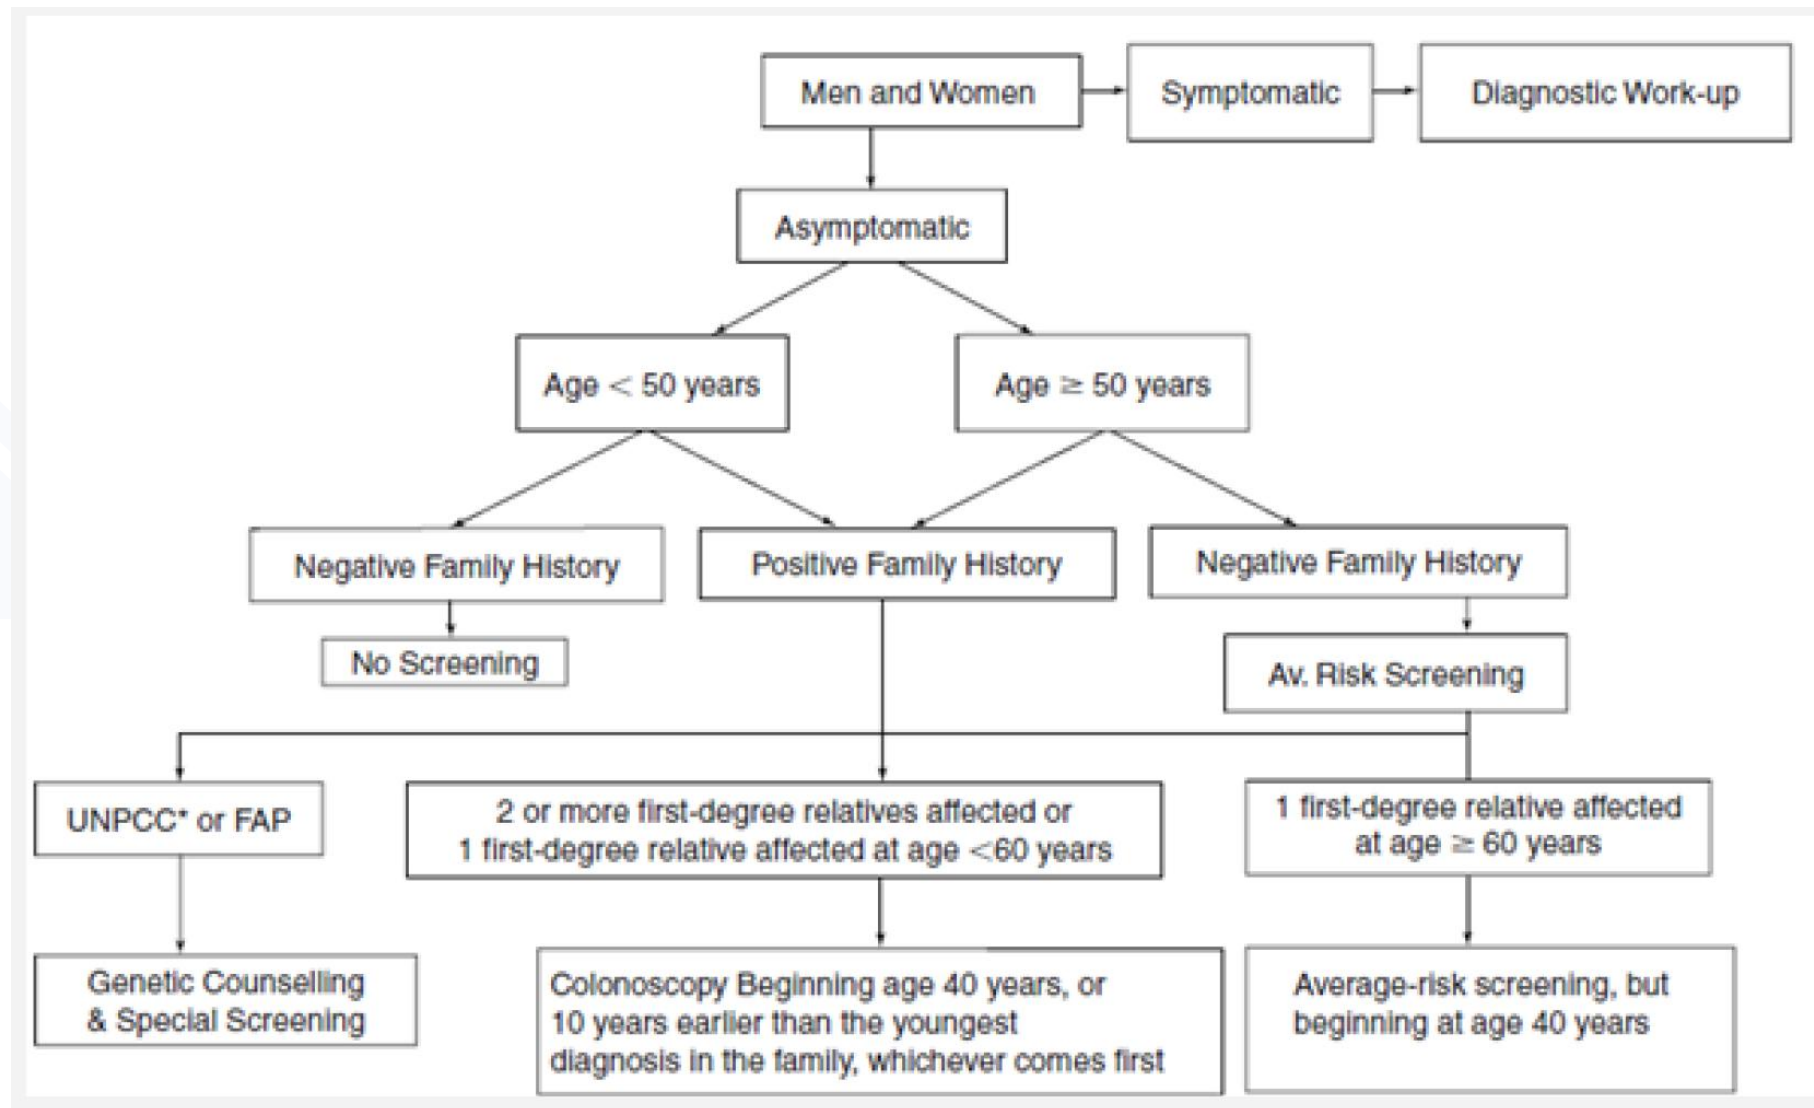 Men and Women
Symptomatic
Diagnostic Work-up
Asymptomatic
Age < 50 years
Age ≥ 50 years
Negative Family History
Positive Family History
Negative Family History
No Screening
Av. Risk Screening
UNPCC* or FAP
2 or more first-degree relatives affected or
1 first-degree relative affected at age <60 years
1 first-degree relative affected
at age ≥ 60 years
Genetic Counselling
& Special Screening
Colonoscopy Beginning age 40 years, or
10 years earlier than the youngest
diagnosis in the family, whichever comes first
Average-risk screening, but
beginning at age 40 years